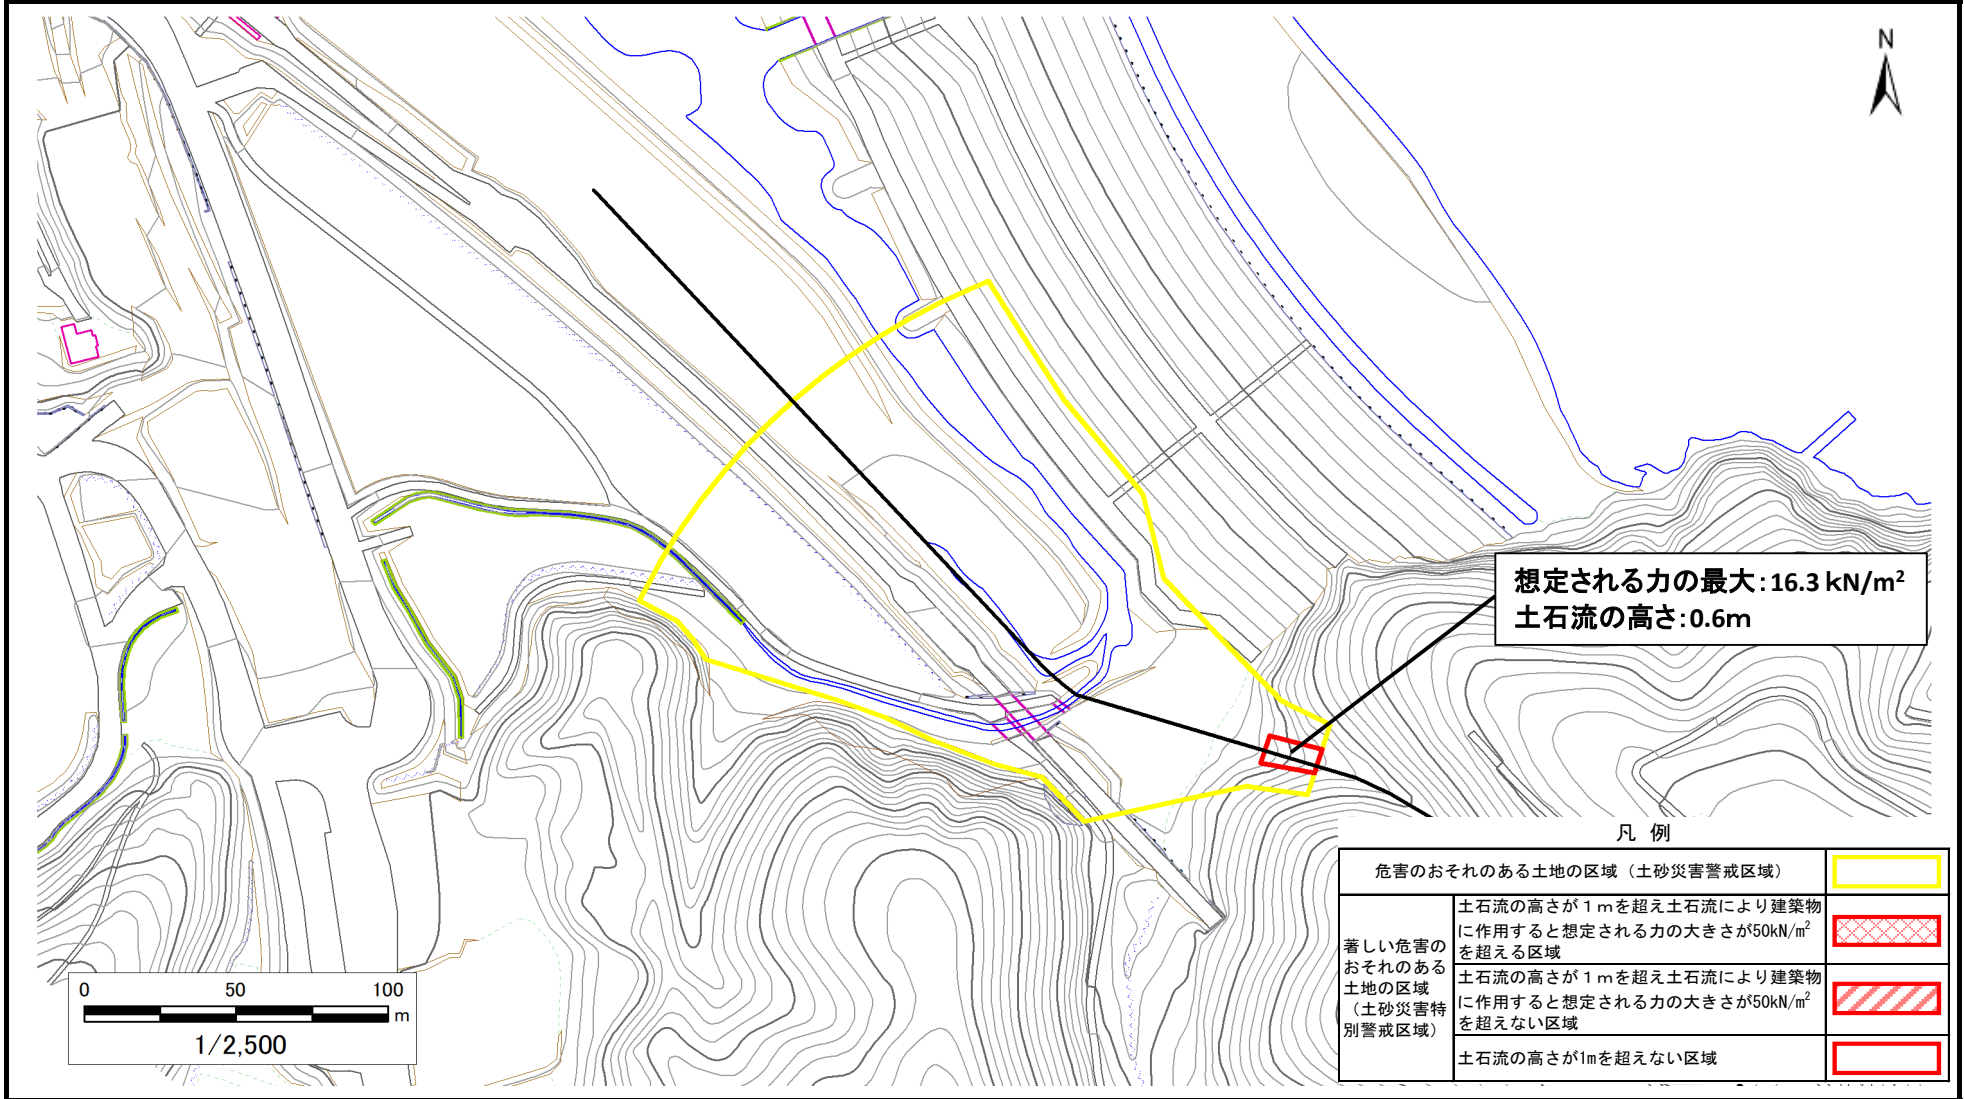 N
想定される力の最大：16.3 kN/m²
土石流の高さ：0.6m
凡 例
危害のおそれのある土地の区域（土砂災害警戒区域）
著しい危害の
おそれのある
土地の区域
（土砂災害特
別警戒区域）
土石流の高さが１ｍを超え土石流により建築物
に作用すると想定される力の大きさが50kN/㎡
を超える区域
土石流の高さが１ｍを超え土石流により建築物
に作用すると想定される力の大きさが50kN/㎡
を超えない区域
土石流の高さが1mを超えない区域
0 50 100
m
1/2,500